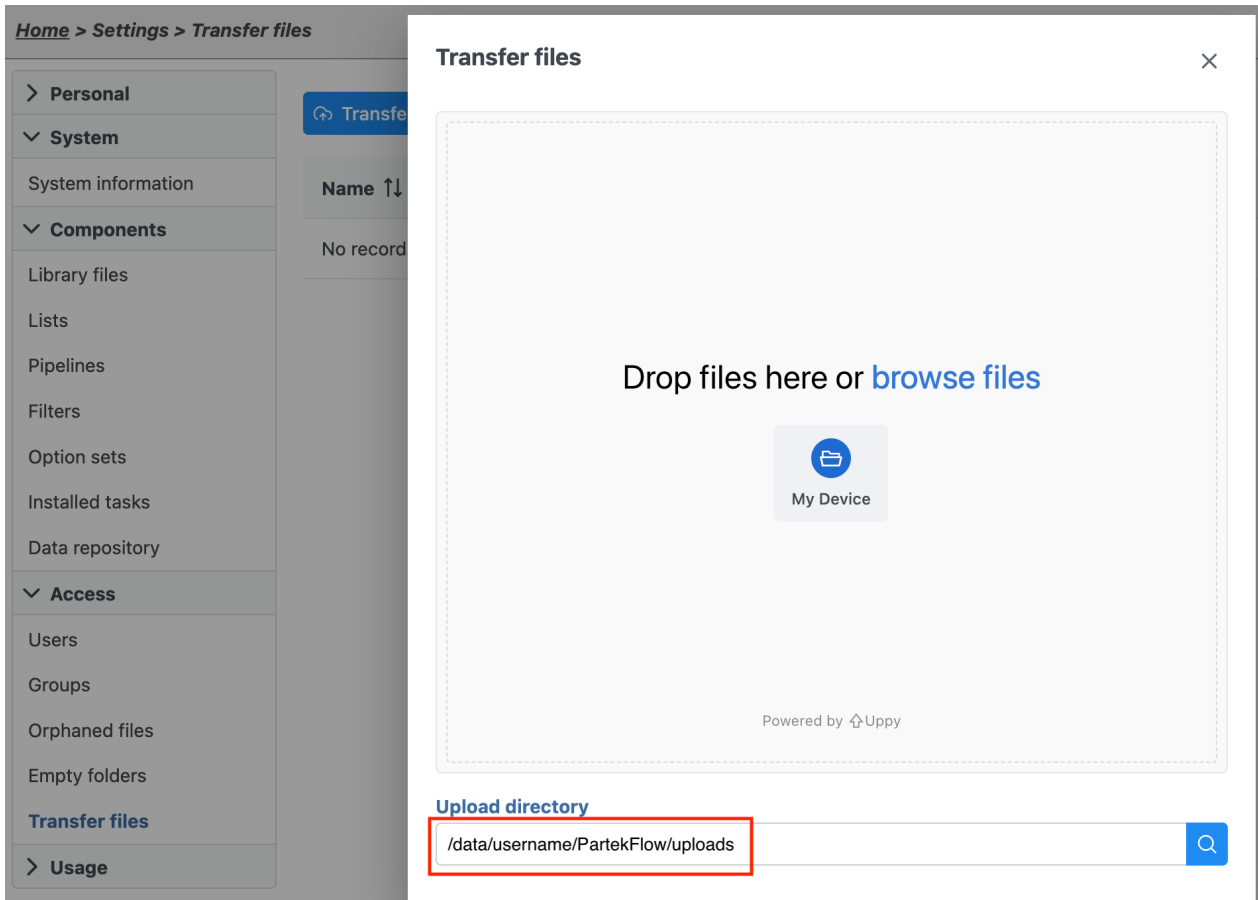 Home > Settings > Transfer files
Personal
System
System information
Components
Library files
Lists
Pipelines
Filters
Option sets
Installed tasks
Data repository
Access
Users
Groups
Orphaned files
Empty folders
Transfer files
Usage
Transfe
Name
No record
Transfer files
Drop files here or browse files
My Device
Powered by Uppy
Upload directory
/data/username/PartekFlow/uploads